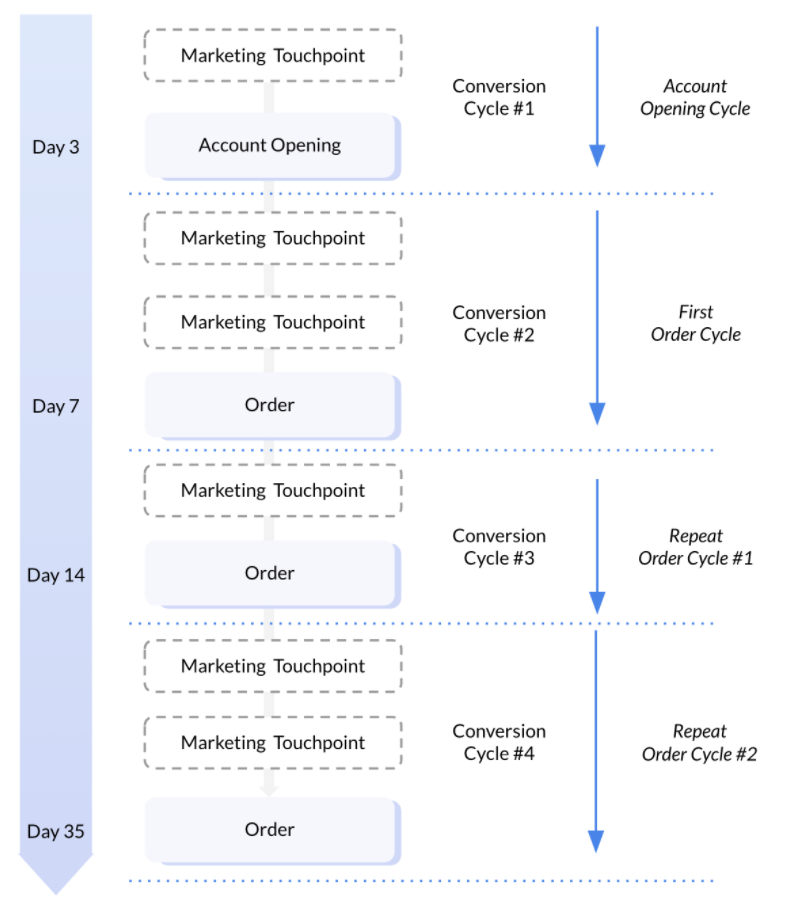 Marketing Touchpoint
Conversion
Cycle #1
Account
Opening Cycle
Day 3
Account Opening
Marketing Touchpoint
Marketing Touchpoint
Conversion
Cycle #2
First
Order Cycle
Day 7
Order
Marketing Touchpoint
Conversion
Cycle #3
Repeat
Order Cycle #1
Day 14
Order
Marketing Touchpoint
Marketing Touchpoint
Conversion
Cycle #4
Repeat
Order Cycle #2
Day 35
Order